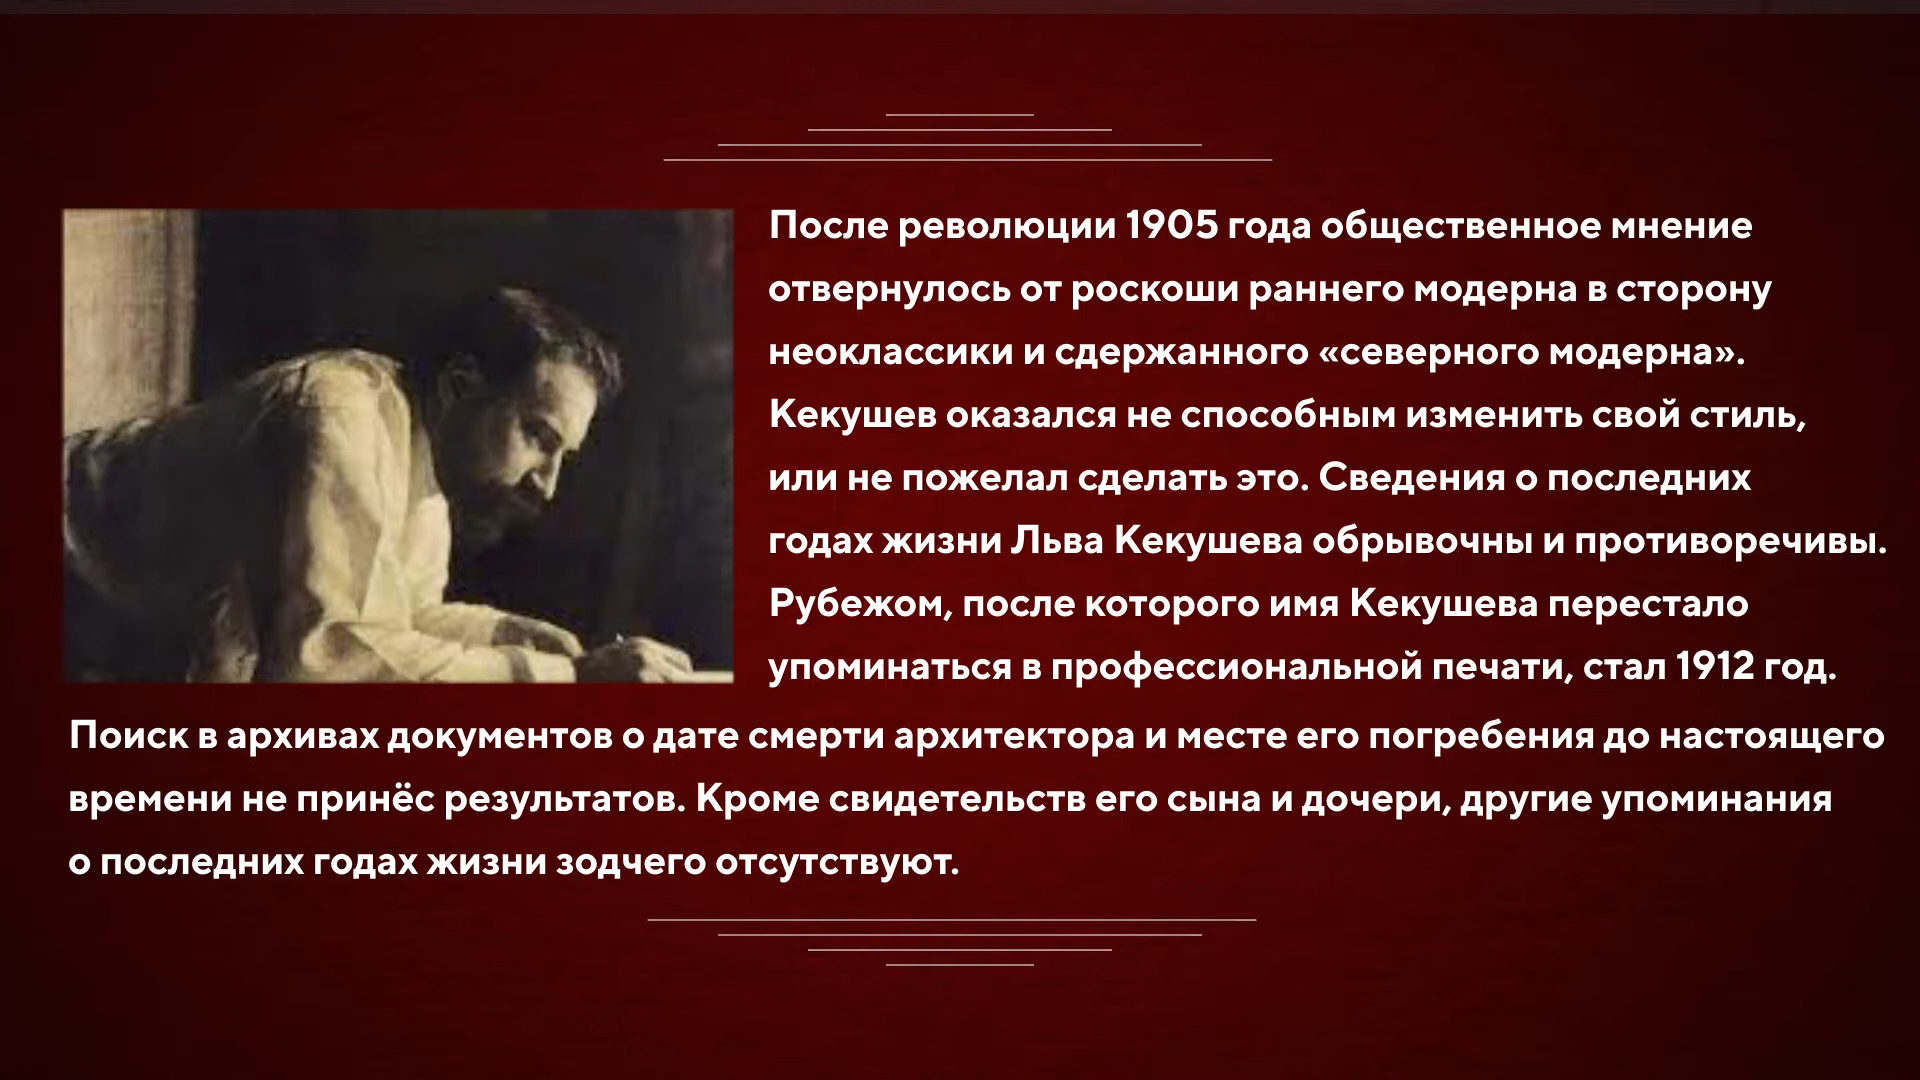 После революции 1905 года общественное мнение
отвернулось от роскоши раннего модерна в сторону
неоклассики и сдержанного «северного модерна».
Кекушев оказался не способным изменить свой стиль,
или не пожелал сделать это. Сведения о последних
годах жизни Льва Кекушева обрывочны и противоречивы.
Рубежом, после которого имя Кекушева перестало
упоминаться в профессиональной печати, стал 1912 год.
Поиск в архивах документов о дате смерти архитектора и месте его погребения до настоящего
времени не принёс результатов. Кроме свидетельств его сына и дочери, другие упоминания
о последних годах жизни зодчего отсутствуют.